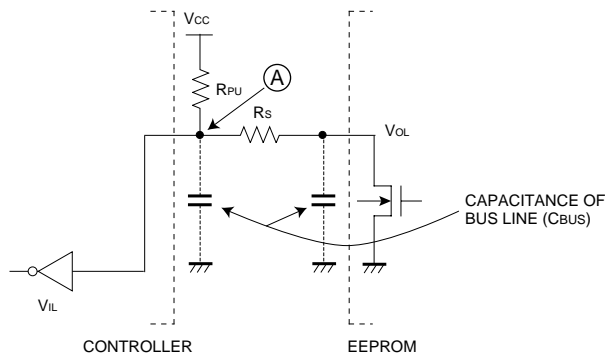 VCC
A
RPU
RS
VOL
CAPACITANCE OF
BUS LINE (CBUS)
VIL
CONTROLLER
EEPROM